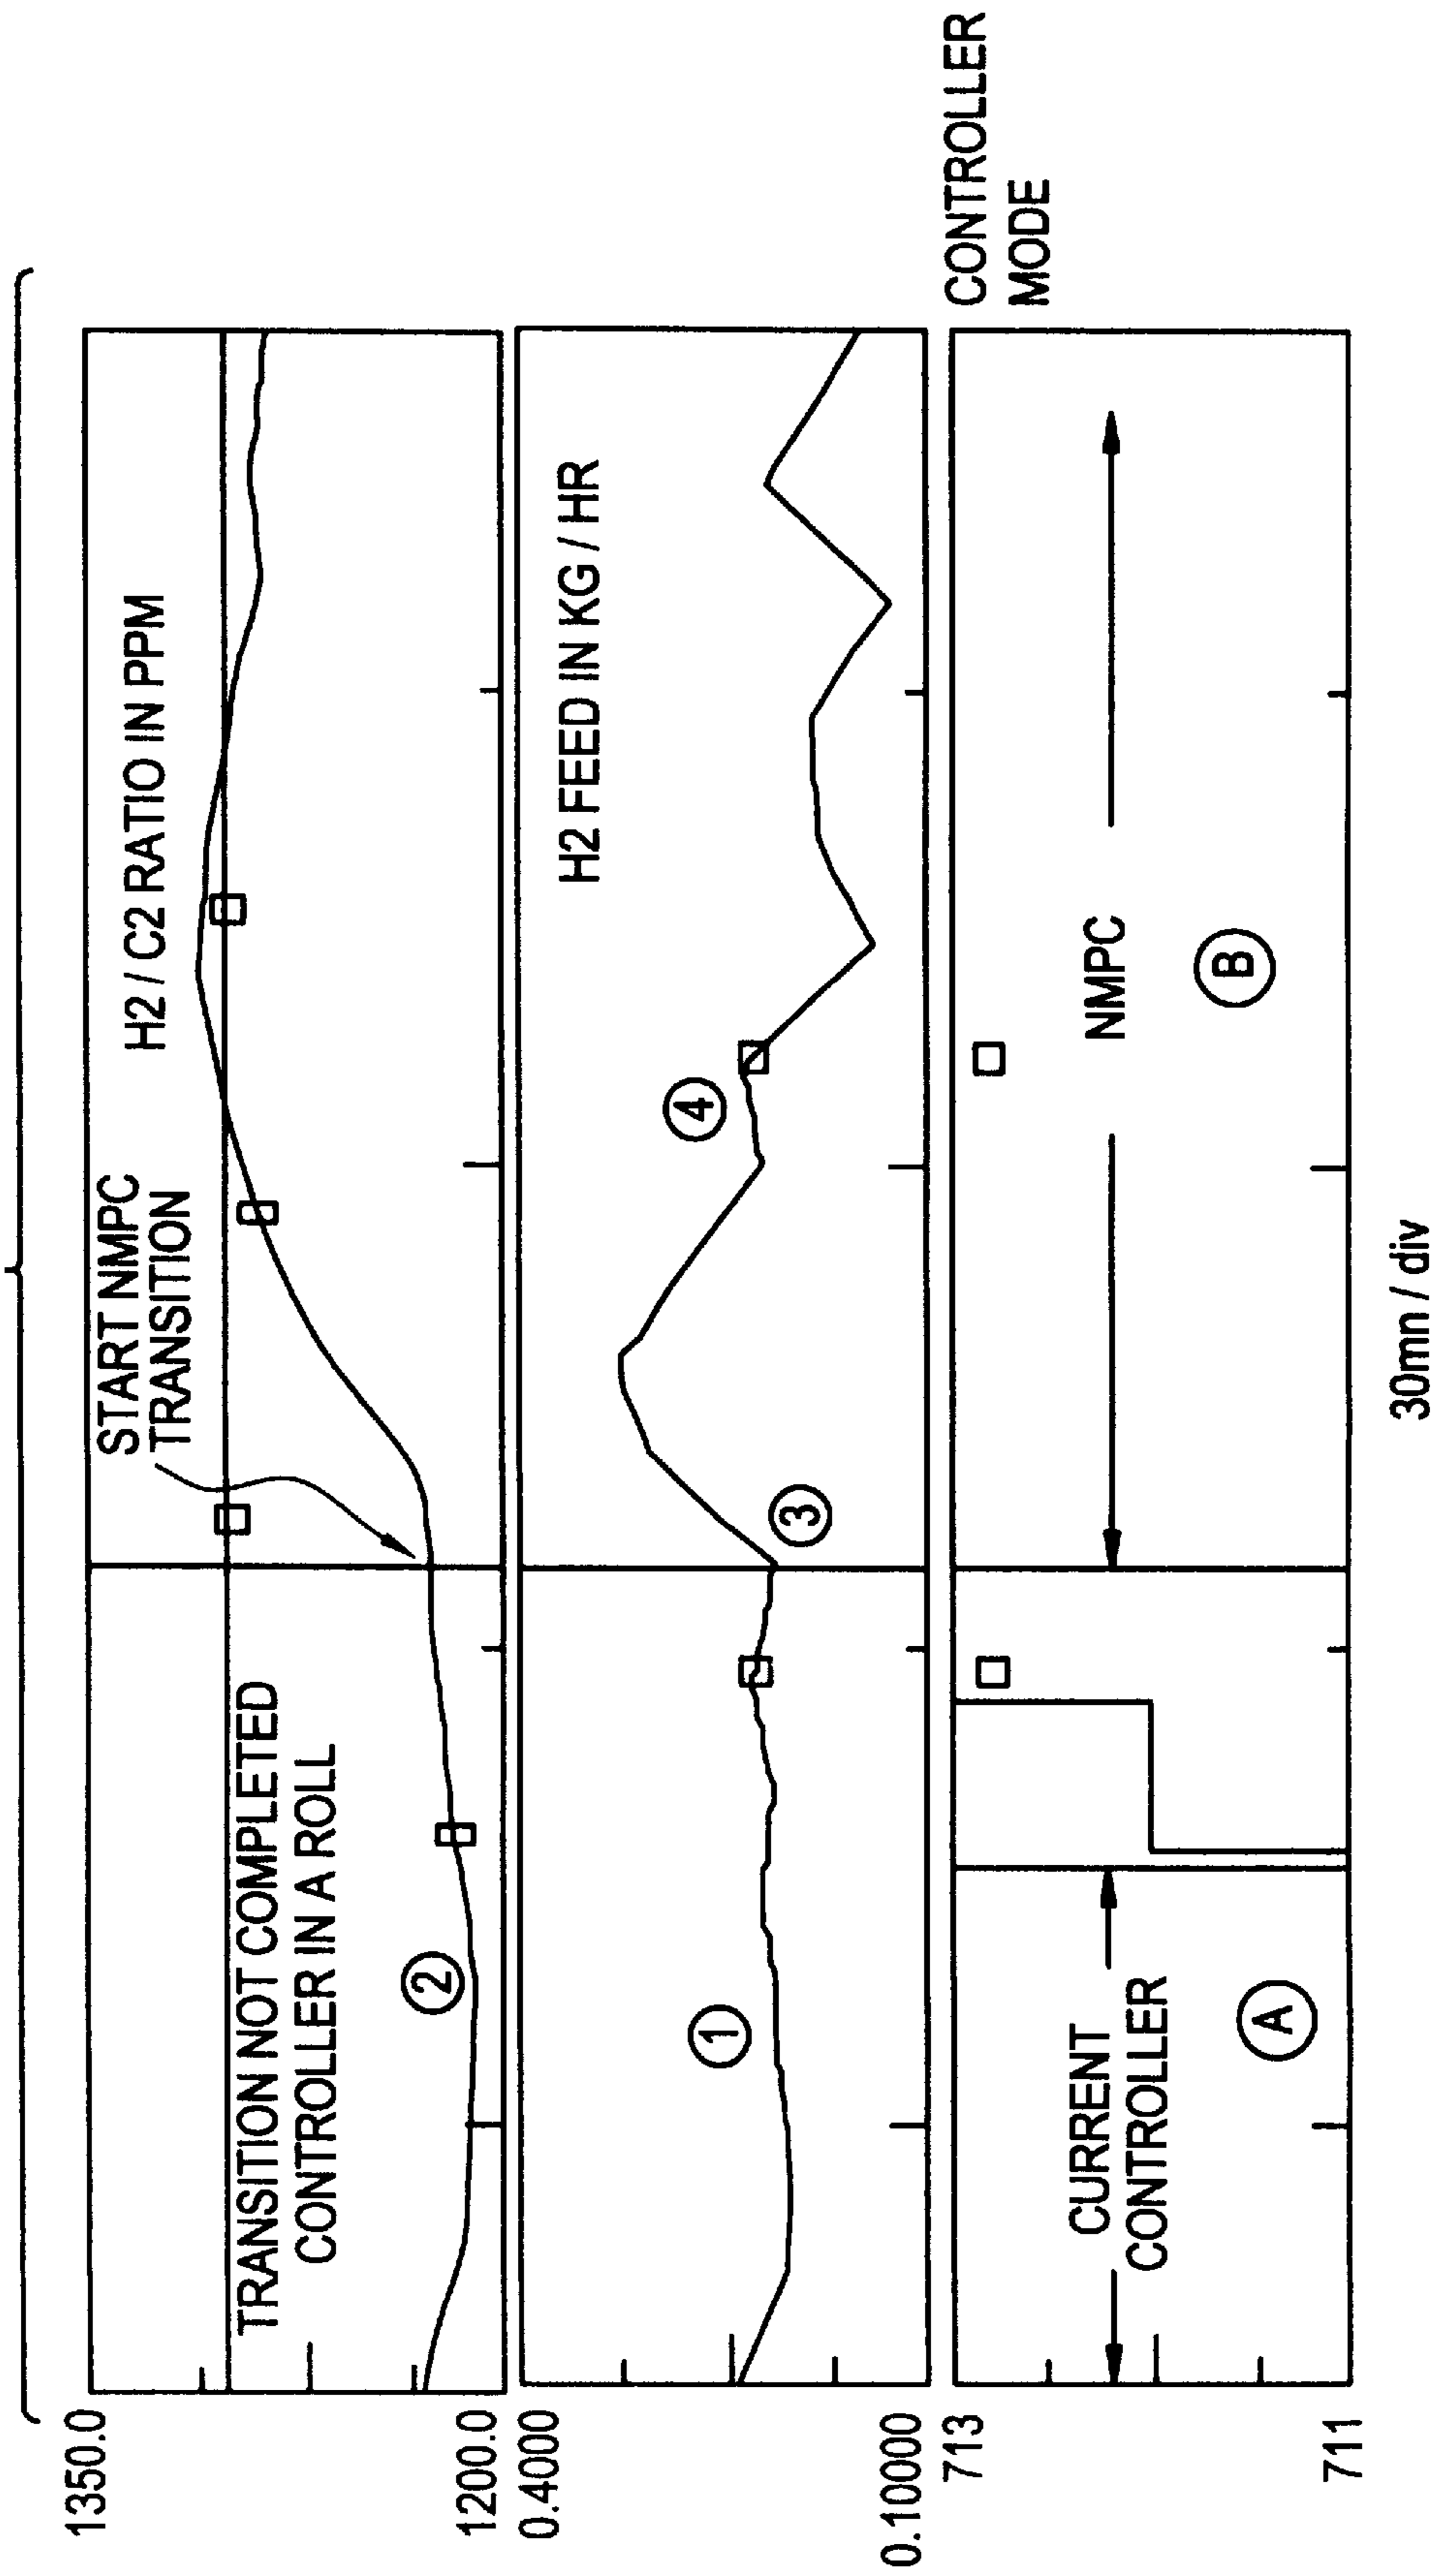 1350.0
START NMPC
TRANSITION
H2 / C2 RATIO IN PPM
TRANSITION NOT COMPLETED
CONTROLLER IN A ROLL
2
1200.0
0.4000
H2 FEED IN KG / HR
1
3
4
0.10000
713
CONTROLLER
MODE
CURRENT
CONTROLLER
NMPC
A
B
711
30mn / div